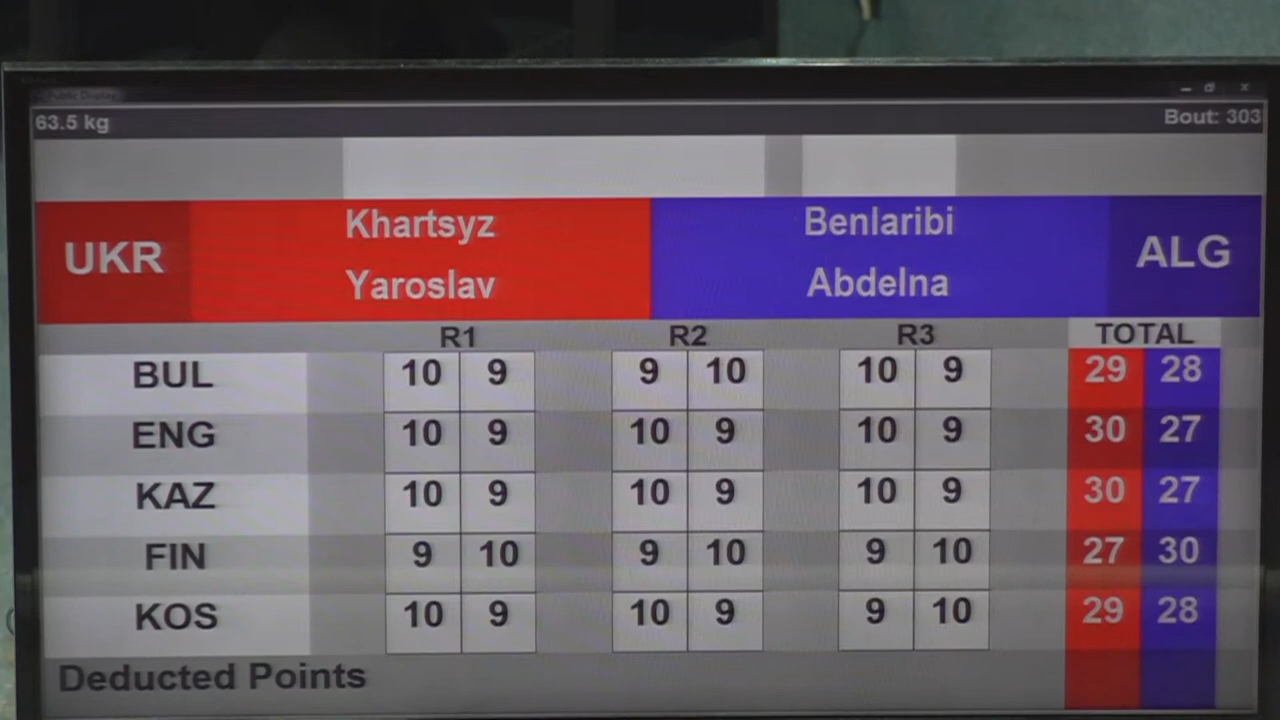 Public Display
63.5 kg Bout: 303
UKR Khartsyz Yaroslav Benlaribi Abdelna ALG
R1 R2 R3 TOTAL
BUL 10 9 9 10 10 9 29 28
ENG 10 9 10 9 10 9 30 27
KAZ 10 9 10 9 10 9 30 27
FIN 9 10 9 10 9 10 27 30
KOS 10 9 10 9 9 10 29 28
Deducted Points